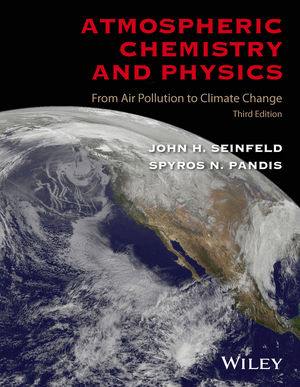 ATMOSPHERIC
CHEMISTRY
AND PHYSICS
From Air Pollution to Climate Change
Third Edition
JOHN H. SEINFELD
SPYROS N. PANDIS
WILEY